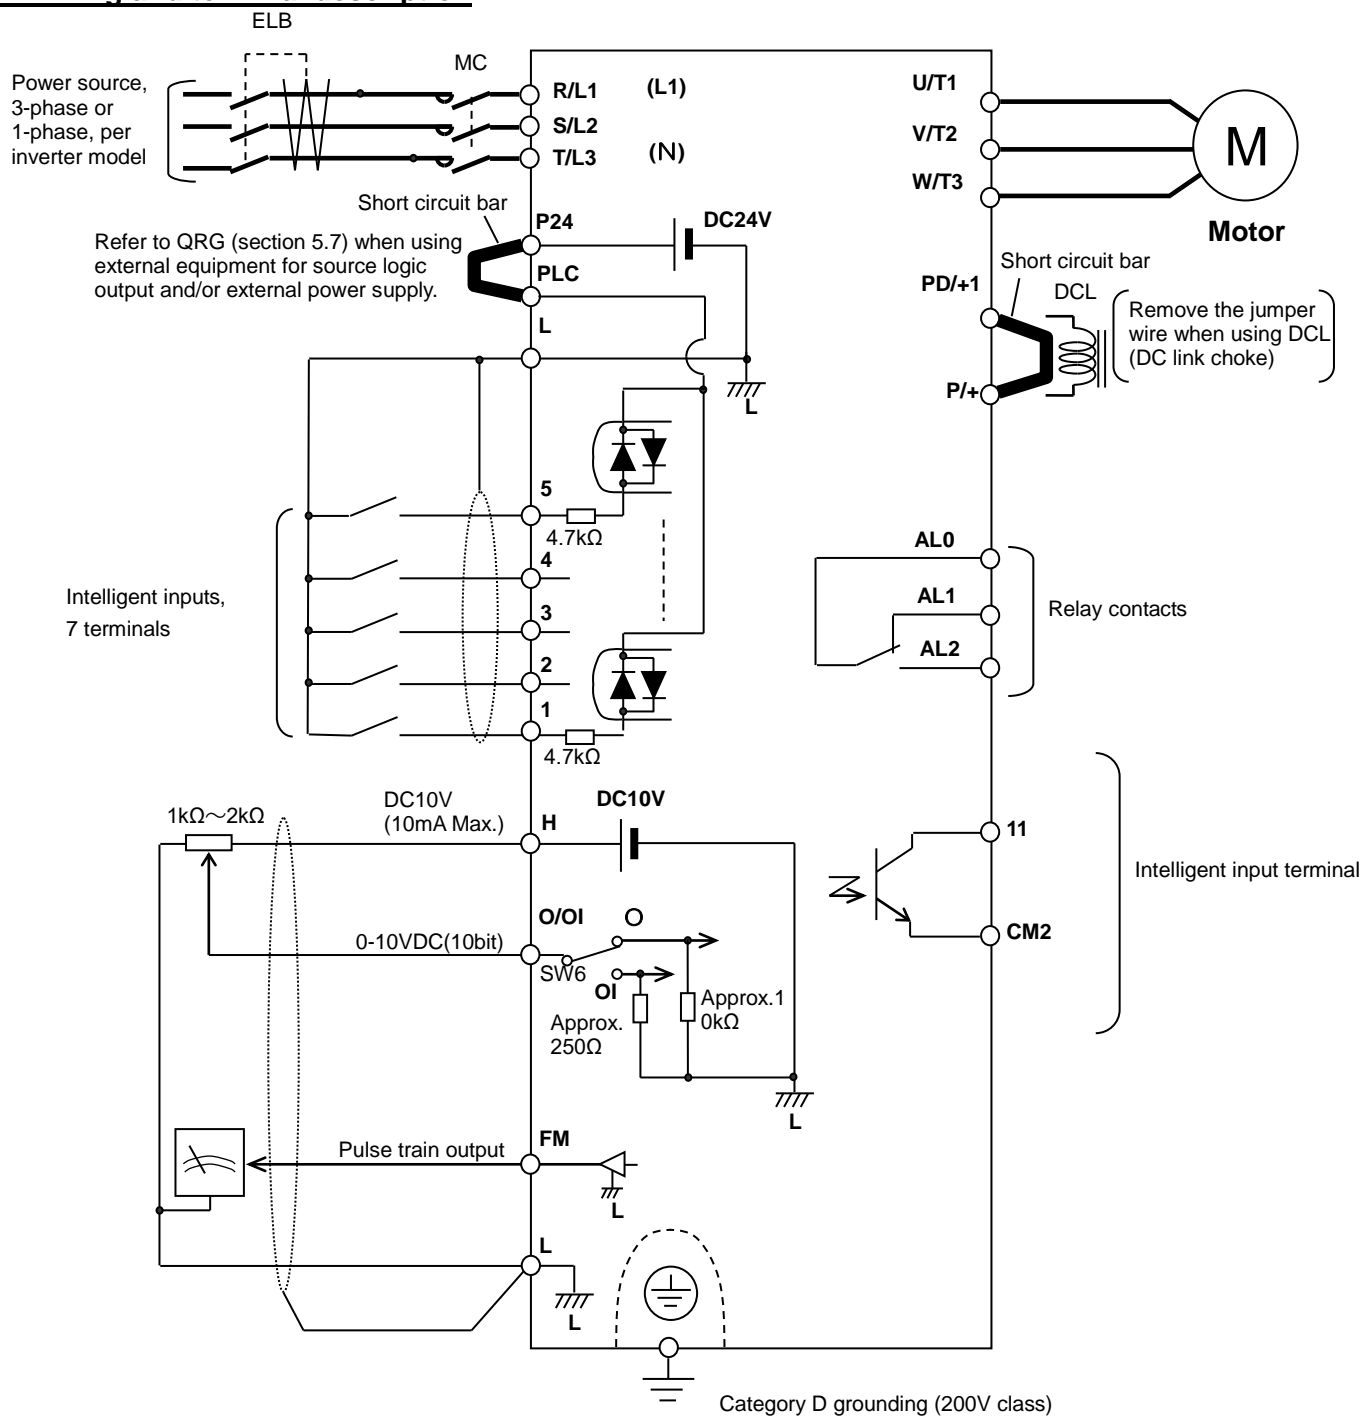 ELB
MC
Power source,
3-phase or
1-phase, per
inverter model
R/L1 (L1)
S/L2
T/L3 (N)
U/T1
V/T2
W/T3
M
Motor
Short circuit bar
P24
DC24V
Refer to QRG (section 5.7) when using
external equipment for source logic
output and/or external power supply.
PLC
L
L
Short circuit bar
PD/+1
DCL
Remove the jumper
wire when using DCL
(DC link choke)
P/+
5
4.7kΩ
4
3
2
1
4.7kΩ
Intelligent inputs,
7 terminals
AL0
AL1
AL2
Relay contacts
1kΩ～2kΩ
DC10V
(10mA Max.)
H
DC10V
11
CM2
Intelligent input terminal
O/OI
O
0-10VDC(10bit)
SW6
OI
Approx.
250Ω
Approx.1
0kΩ
L
Pulse train output
FM
L
L
L
Category D grounding (200V class)